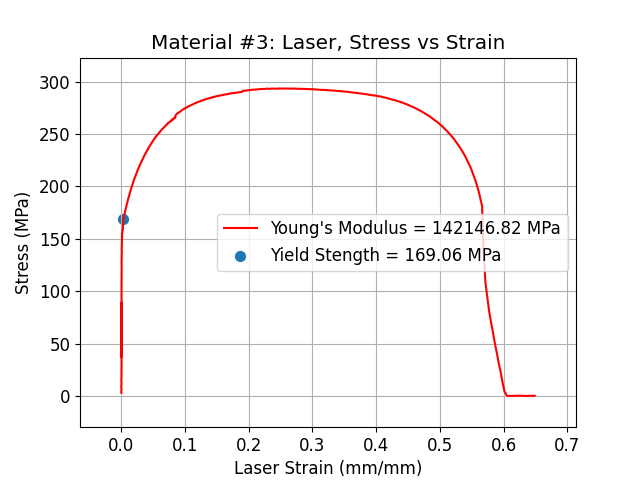 Material #3: Laser, Stress vs Strain
300
250
200
150
100
50
0
Stress (MPa)
Young's Modulus = 142146.82 MPa
Yield Stength = 169.06 MPa
0.0 0.1 0.2 0.3 0.4 0.5 0.6 0.7
Laser Strain (mm/mm)